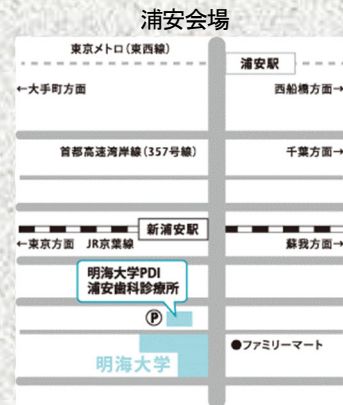 浦安会場
東京メトロ(東西線)
浦安駅
←大手町方面
西船橋方面→
首都高速湾岸線(357号線)
千葉方面→
新浦安駅
←東京方面 JR京葉線
蘇我方面→
明海大学PDI
浦安歯科診療所
Ⓟ
●ファミリーマート
明海大学